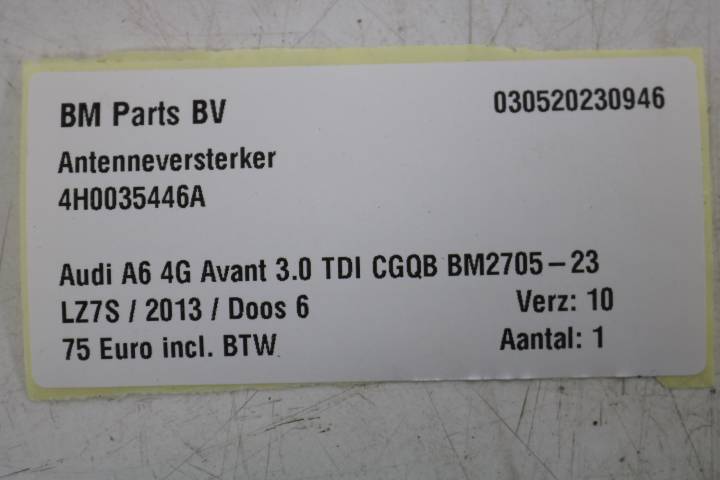 BM Parts BV 030520230946
Antenneversterker
4H0035446A
Audi A6 4G Avant 3.0 TDI CGQB BM2705-23
LZ7S / 2013 / Doos 6 Verz: 10
75 Euro incl. BTW Aantal: 1